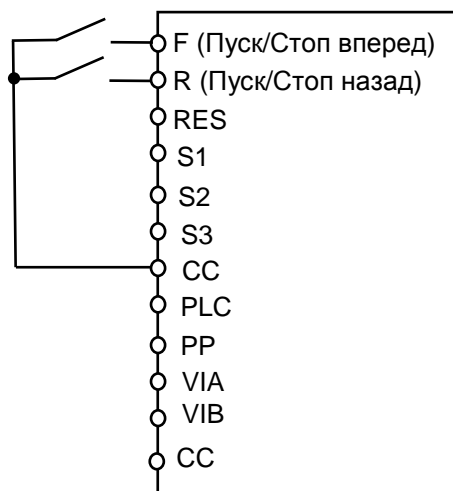 F (Пуск/Стоп вперед)
R (Пуск/Стоп назад)
RES
S1
S2
S3
CC
PLC
PP
VIA
VIB
CC